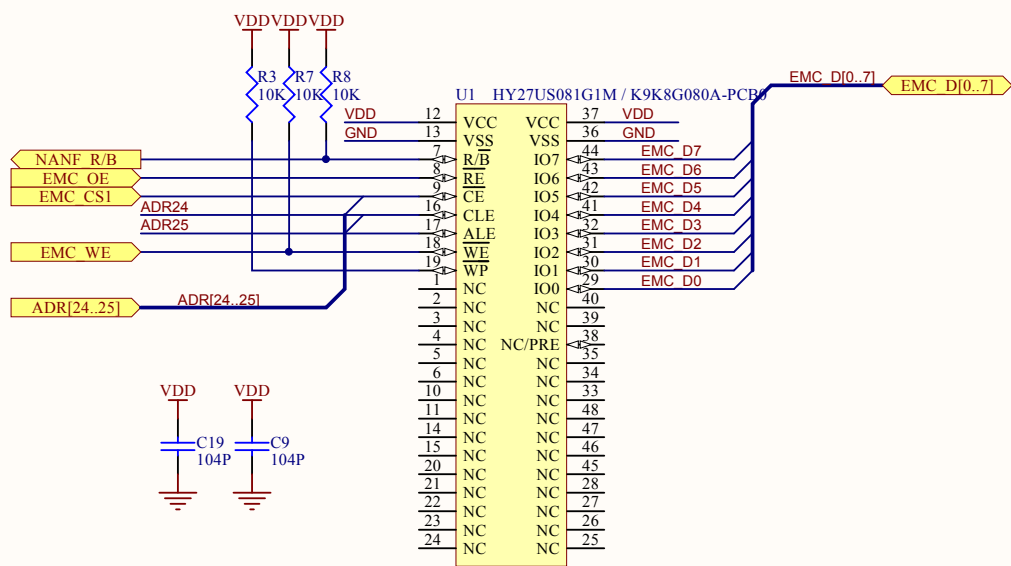 VDD VDD VDD
R3 R7 R8
10K 10K 10K
EMC_D[0..7] EMC_D[0..7]
U1 HY27US081G1M / K9K8G080A-PCB0
VDD 12 VCC VCC 37 VDD
GND 13 VSS VSS 36 GND
NANF_R/B 7 R/B IO7 44 EMC_D7
EMC_OE 8 RE IO6 43 EMC_D6
EMC_CS1 9 CE IO5 42 EMC_D5
ADR24 16 CLE IO4 41 EMC_D4
ADR25 17 ALE IO3 32 EMC_D3
EMC_WE 18 WE IO2 31 EMC_D2
19 WP IO1 30 EMC_D1
1 NC IO0 29 EMC_D0
ADR[24..25] ADR[24..25]
2 NC NC 40
3 NC NC 39
4 NC NC/PRE 38
5 NC NC 35
6 NC NC 34
10 NC NC 33
11 NC NC 48
14 NC NC 47
15 NC NC 46
20 NC NC 45
21 NC NC 28
22 NC NC 27
23 NC NC 26
24 NC NC 25
VDD VDD
C19 C9
104P 104P